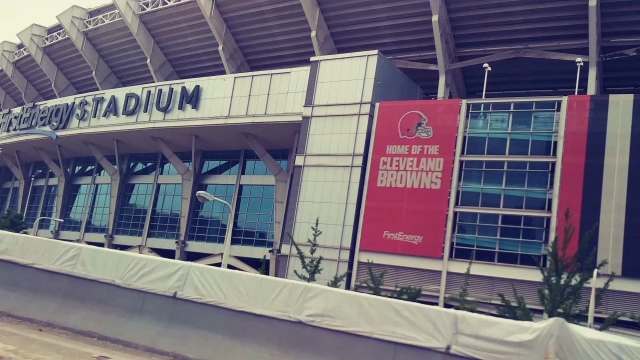 FirstEnergy STADIUM
HOME OF THE
CLEVELAND
BROWNS
FirstEnergy